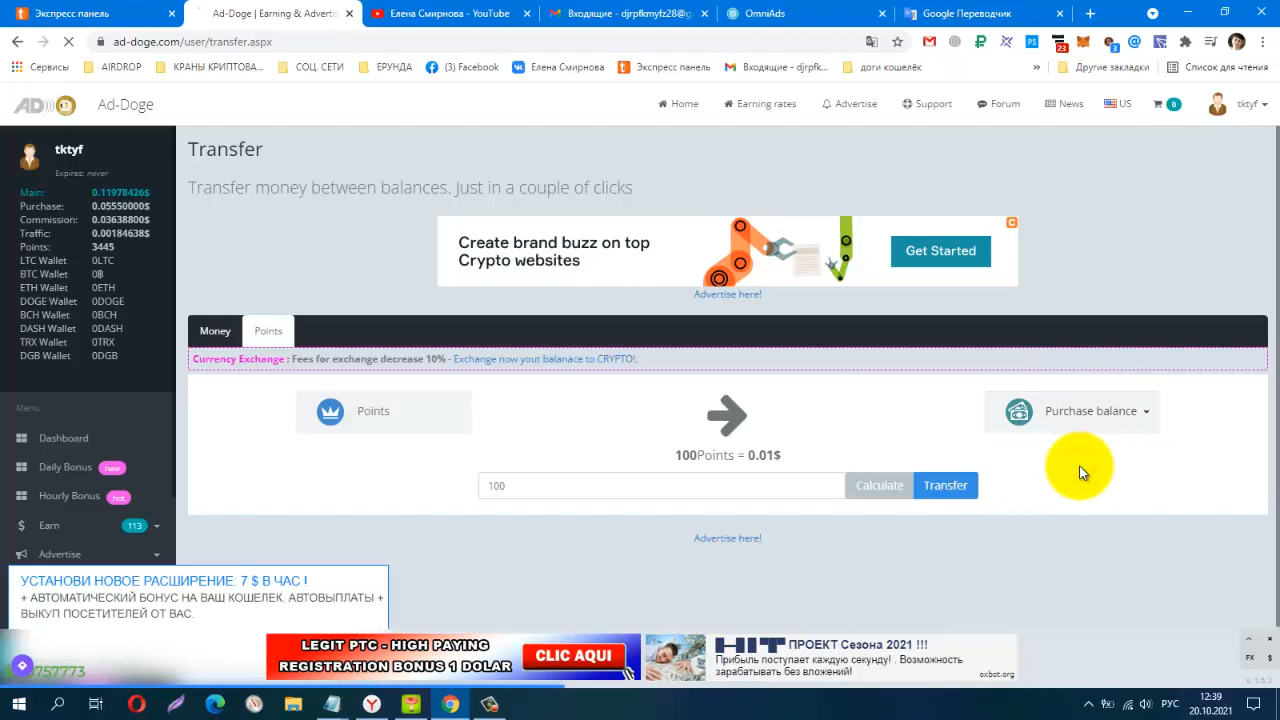 Экспресс панель
Ad-Doge | Earning & Advertis
Елена Смирнова - YouTube
Входящие - djrpfkmyfz28@g
OmniAds
Google Переводчик
ad-doge.com/user/transfer.aspx
23
3
Сервисы
AIRDROP
КРАНЫ КРИПТОВА...
СОЦ. СЕТИ
ЕРУНДА
(3) Facebook
Елена Смирнова
Экспресс панель
Входящие - djrpfk...
доги кошелёк
»
Другие закладки
Список для чтения
AD
Ad-Doge
Home
Earning rates
Advertise
Support
Forum
News
US
0
tktyf
tktyf
Expires: never
Main: 0.11978426$
Purchase: 0.05550000$
Commission: 0.03638800$
Traffic: 0.00184638$
Points: 3445
LTC Wallet 0LTC
BTC Wallet 0฿
ETH Wallet 0ETH
DOGE Wallet 0DOGE
BCH Wallet 0BCH
DASH Wallet 0DASH
TRX Wallet 0TRX
DGB Wallet 0DGB
Menu
Dashboard
Daily Bonus new
Hourly Bonus hot
Earn 113
Advertise
Transfer
Transfer money between balances. Just in a couple of clicks
Create brand buzz on top
Crypto websites
Get Started
Advertise here!
Money
Points
Currency Exchange : Fees for exchange decrease 10% - Exchange now yout balanace to CRYPTO!.
Points
Purchase balance
100Points = 0.01$
100
Calculate
Transfer
Advertise here!
УСТАНОВИ НОВОЕ РАСШИРЕНИЕ: 7 $ В ЧАС !
+ АВТОМАТИЧЕСКИЙ БОНУС НА ВАШ КОШЕЛЕК. АВТОВЫПЛАТЫ +
ВЫКУП ПОСЕТИТЕЛЕЙ ОТ ВАС.
757773
LEGIT PTC - HIGH PAYING
REGISTRATION BONUS 1 DOLAR
CLIC AQUI
ПРОЕКТ Сезона 2021 !!!
Прибыль поступает каждую секунду! . Возможность
зарабатывать без вложений!
oxbot.org
FX
$
v 1.5.3
РУС
12:39
20.10.2021